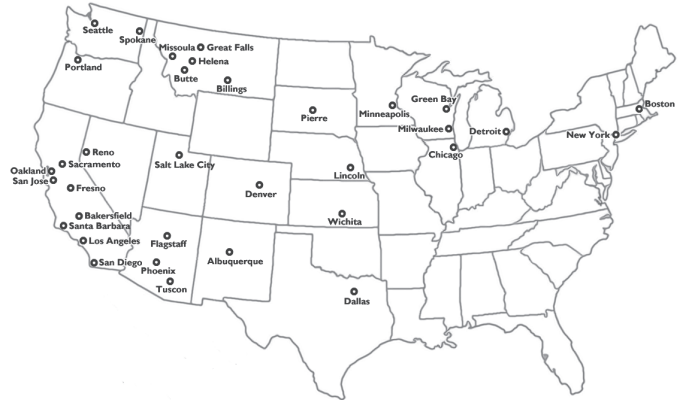 Seattle
Spokane
Missoula
Great Falls
Helena
Portland
Butte
Billings
Pierre
Minneapolis
Green Bay
Milwaukee
Detroit
Boston
New York
Chicago
Reno
Sacramento
Oakland
San Jose
Fresno
Salt Lake City
Denver
Lincoln
Wichita
Bakersfield
Santa Barbara
Los Angeles
San Diego
Flagstaff
Phoenix
Tuscon
Albuquerque
Dallas